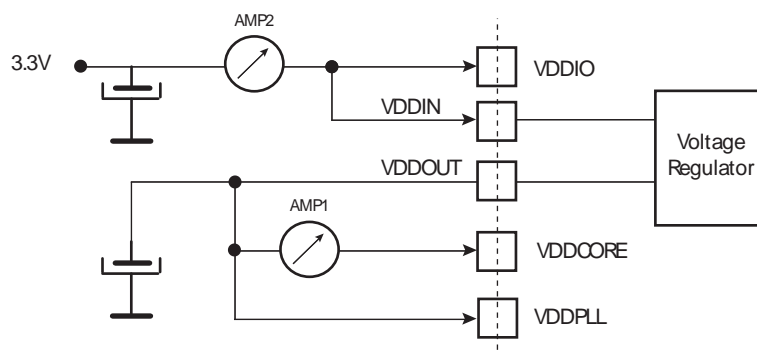 AMP2
3.3V
VDDIO
VDDIN
Voltage
Regulator
VDDOUT
AMP1
VDDCORE
VDDPLL